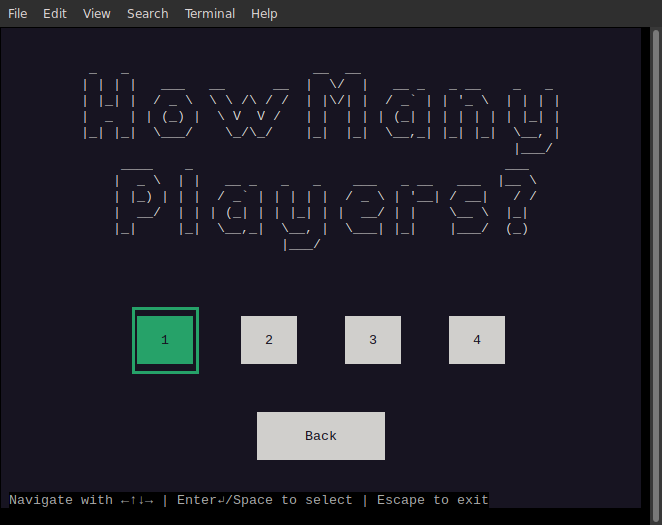 File Edit View Search Terminal Help
How Many
Players?
1 2 3 4
Back
Navigate with ←↑↓→ | Enter↲/Space to select | Escape to exit